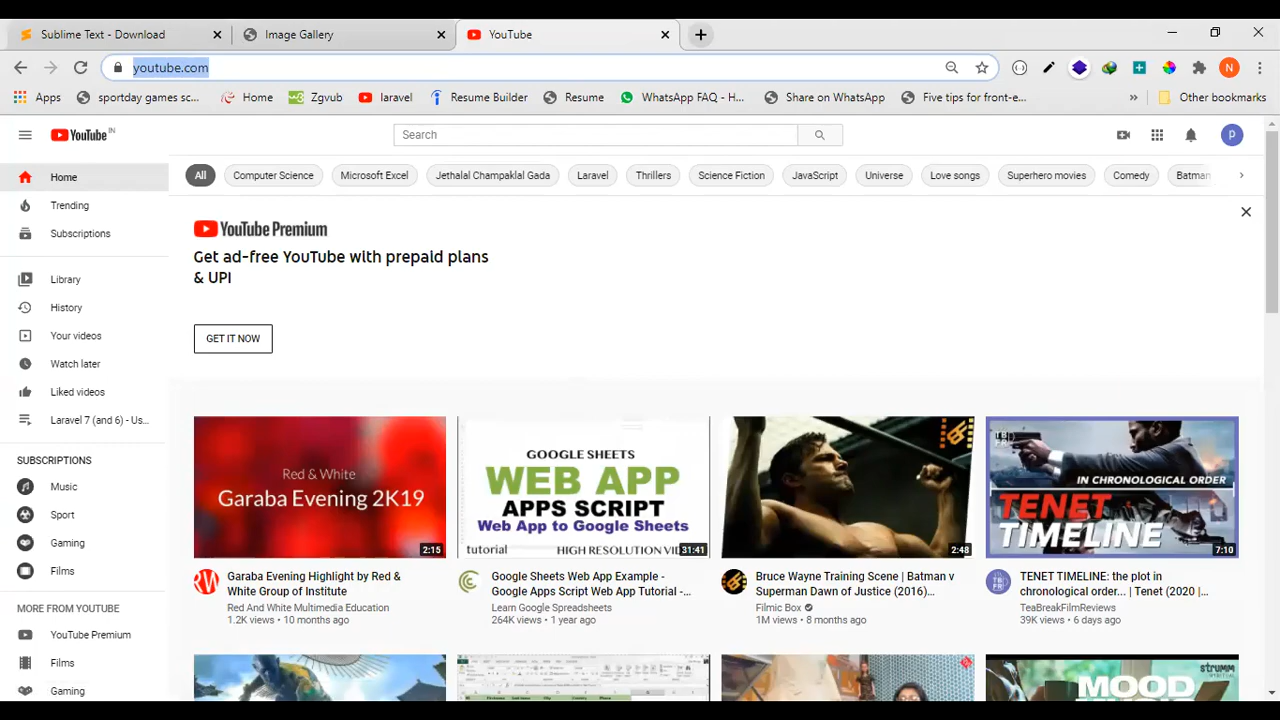 Sublime Text - Download
Image Gallery
YouTube
youtube.com
N
Apps
sportday games sc...
Home
Zgvub
laravel
Resume Builder
Resume
WhatsApp FAQ - H...
Share on WhatsApp
Five tips for front-e...
»
Other bookmarks
YouTube IN
Search
p
Home
Trending
Subscriptions
Library
History
Your videos
Watch later
Liked videos
Laravel 7 (and 6) - Us...
SUBSCRIPTIONS
Music
Sport
Gaming
Films
MORE FROM YOUTUBE
YouTube Premium
Films
Gaming
All
Computer Science
Microsoft Excel
Jethalal Champaklal Gada
Laravel
Thrillers
Science Fiction
JavaScript
Universe
Love songs
Superhero movies
Comedy
Batman
YouTube Premium
Get ad-free YouTube with prepaid plans
& UPI
GET IT NOW
Red & White
Garaba Evening 2K19
2:15
Garaba Evening Highlight by Red &
White Group of Institute
Red And White Multimedia Education
1.2K views • 10 months ago
GOOGLE SHEETS
WEB APP
APPS SCRIPT
Web App to Google Sheets
tutorial
HIGH RESOLUTION VI
31:41
Google Sheets Web App Example -
Google Apps Script Web App Tutorial -...
Learn Google Spreadsheets
264K views • 1 year ago
2:48
Bruce Wayne Training Scene | Batman v
Superman Dawn of Justice (2016)...
Filmic Box
1M views • 8 months ago
IN CHRONOLOGICAL ORDER
TENET
TIMELINE
7:10
TENET TIMELINE: the plot in
chronological order... | Tenet (2020 |...
TeaBreakFilmReviews
39K views • 6 days ago
strumm
MOOD